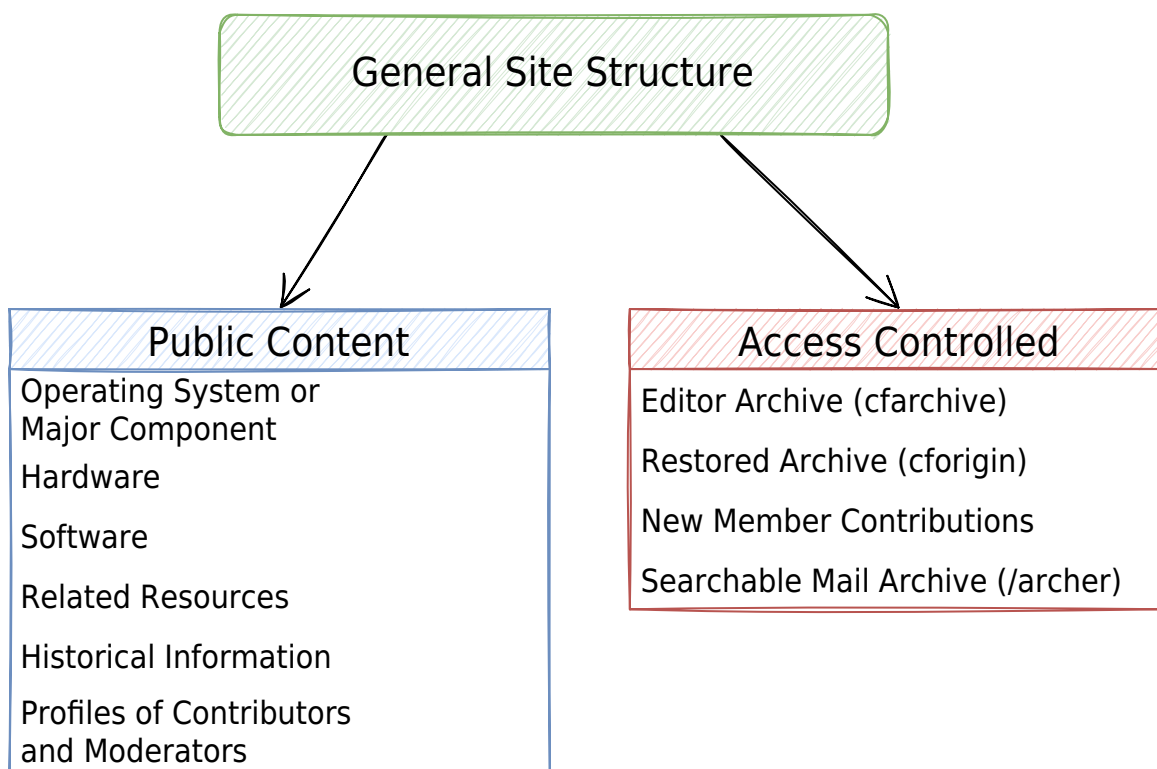 General Site Structure
Public Content
Operating System or
Major Component
Hardware
Software
Related Resources
Historical Information
Profiles of Contributors
and Moderators
Access Controlled
Editor Archive (cfarchive)
Restored Archive (cforigin)
New Member Contributions
Searchable Mail Archive (/archer)